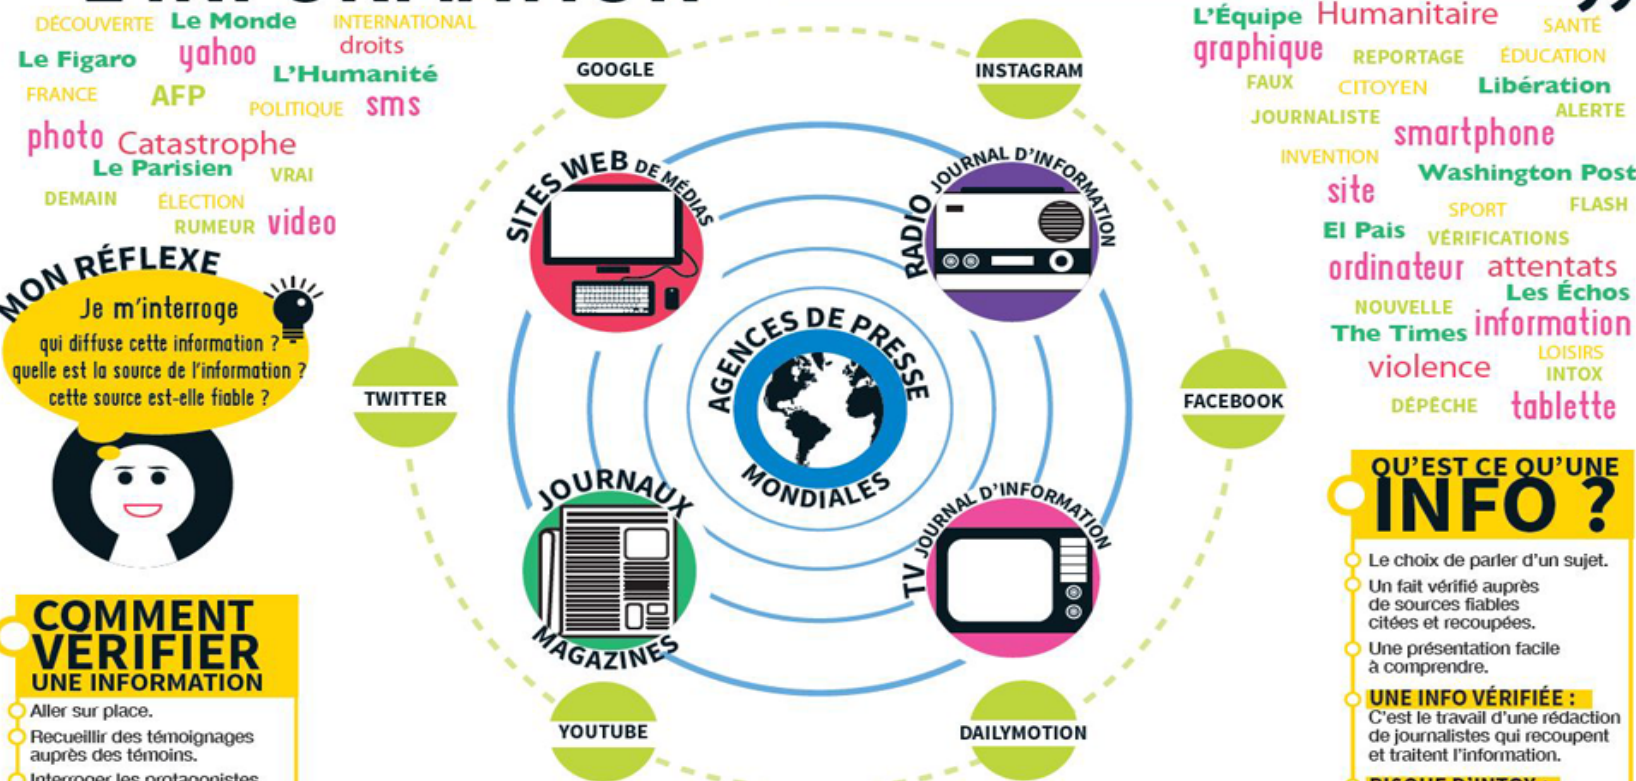 L'INFORMATION
”
DÉCOUVERTE Le Monde INTERNATIONAL
Le Figaro yahoo droits
L'Humanité
FRANCE AFP POLITIQUE sms
photo Catastrophe
Le Parisien VRAI
DEMAIN ÉLECTION
RUMEUR video
MON RÉFLEXE
Je m'interroge
qui diffuse cette information ?
quelle est la source de l'information ?
cette source est-elle fiable ?
COMMENT
VÉRIFIER
UNE INFORMATION
Aller sur place.
Recueillir des témoignages
auprès des témoins.
Interroger les protagonistes
GOOGLE
INSTAGRAM
SITES WEB DE MÉDIAS
RADIO JOURNAL D'INFORMATION
AGENCES DE PRESSE
MONDIALES
TWITTER
FACEBOOK
JOURNAUX
MAGAZINES
TV JOURNAL D'INFORMATION
YOUTUBE
DAILYMOTION
L'Équipe Humanitaire SANTÉ
graphique REPORTAGE ÉDUCATION
FAUX CITOYEN Libération
JOURNALISTE ALERTE
smartphone
INVENTION Washington Post
site SPORT FLASH
El Pais VÉRIFICATIONS
ordinateur attentats
NOUVELLE Les Échos
The Times information
violence LOISIRS
INTOX
DÉPÊCHE tablette
QU'EST CE QU'UNE
INFO ?
Le choix de parler d'un sujet.
Un fait vérifié auprès
de sources fiables
citées et recoupées.
Une présentation facile
à comprendre.
UNE INFO VÉRIFIÉE :
C'est le travail d'une rédaction
de journalistes qui recoupent
et traitent l'information.
RISQUE D'INTOX